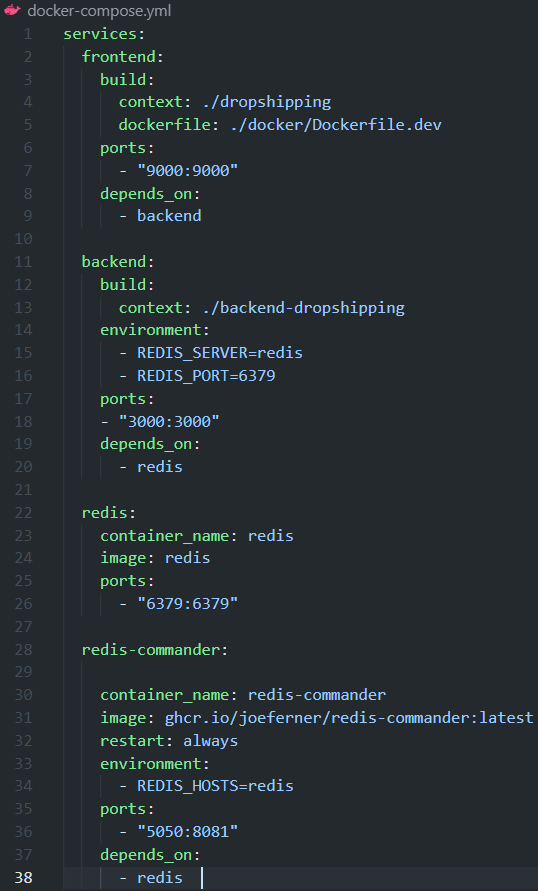 docker-compose.yml
1 services:
2   frontend:
3     build:
4       context: ./dropshipping
5       dockerfile: ./docker/Dockerfile.dev
6     ports:
7       - "9000:9000"
8     depends_on:
9       - backend
10
11   backend:
12     build:
13       context: ./backend-dropshipping
14     environment:
15       - REDIS_SERVER=redis
16       - REDIS_PORT=6379
17     ports:
18     - "3000:3000"
19     depends_on:
20       - redis
21
22   redis:
23     container_name: redis
24     image: redis
25     ports:
26       - "6379:6379"
27
28   redis-commander:
29
30     container_name: redis-commander
31     image: ghcr.io/joeferner/redis-commander:latest
32     restart: always
33     environment:
34       - REDIS_HOSTS=redis
35     ports:
36       - "5050:8081"
37     depends_on:
38       - redis